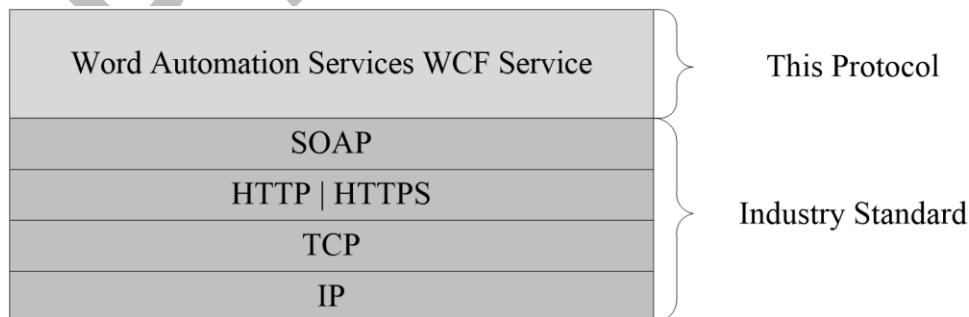 Word Automation Services WCF Service
This Protocol
SOAP
HTTP | HTTPS
TCP
IP
Industry Standard